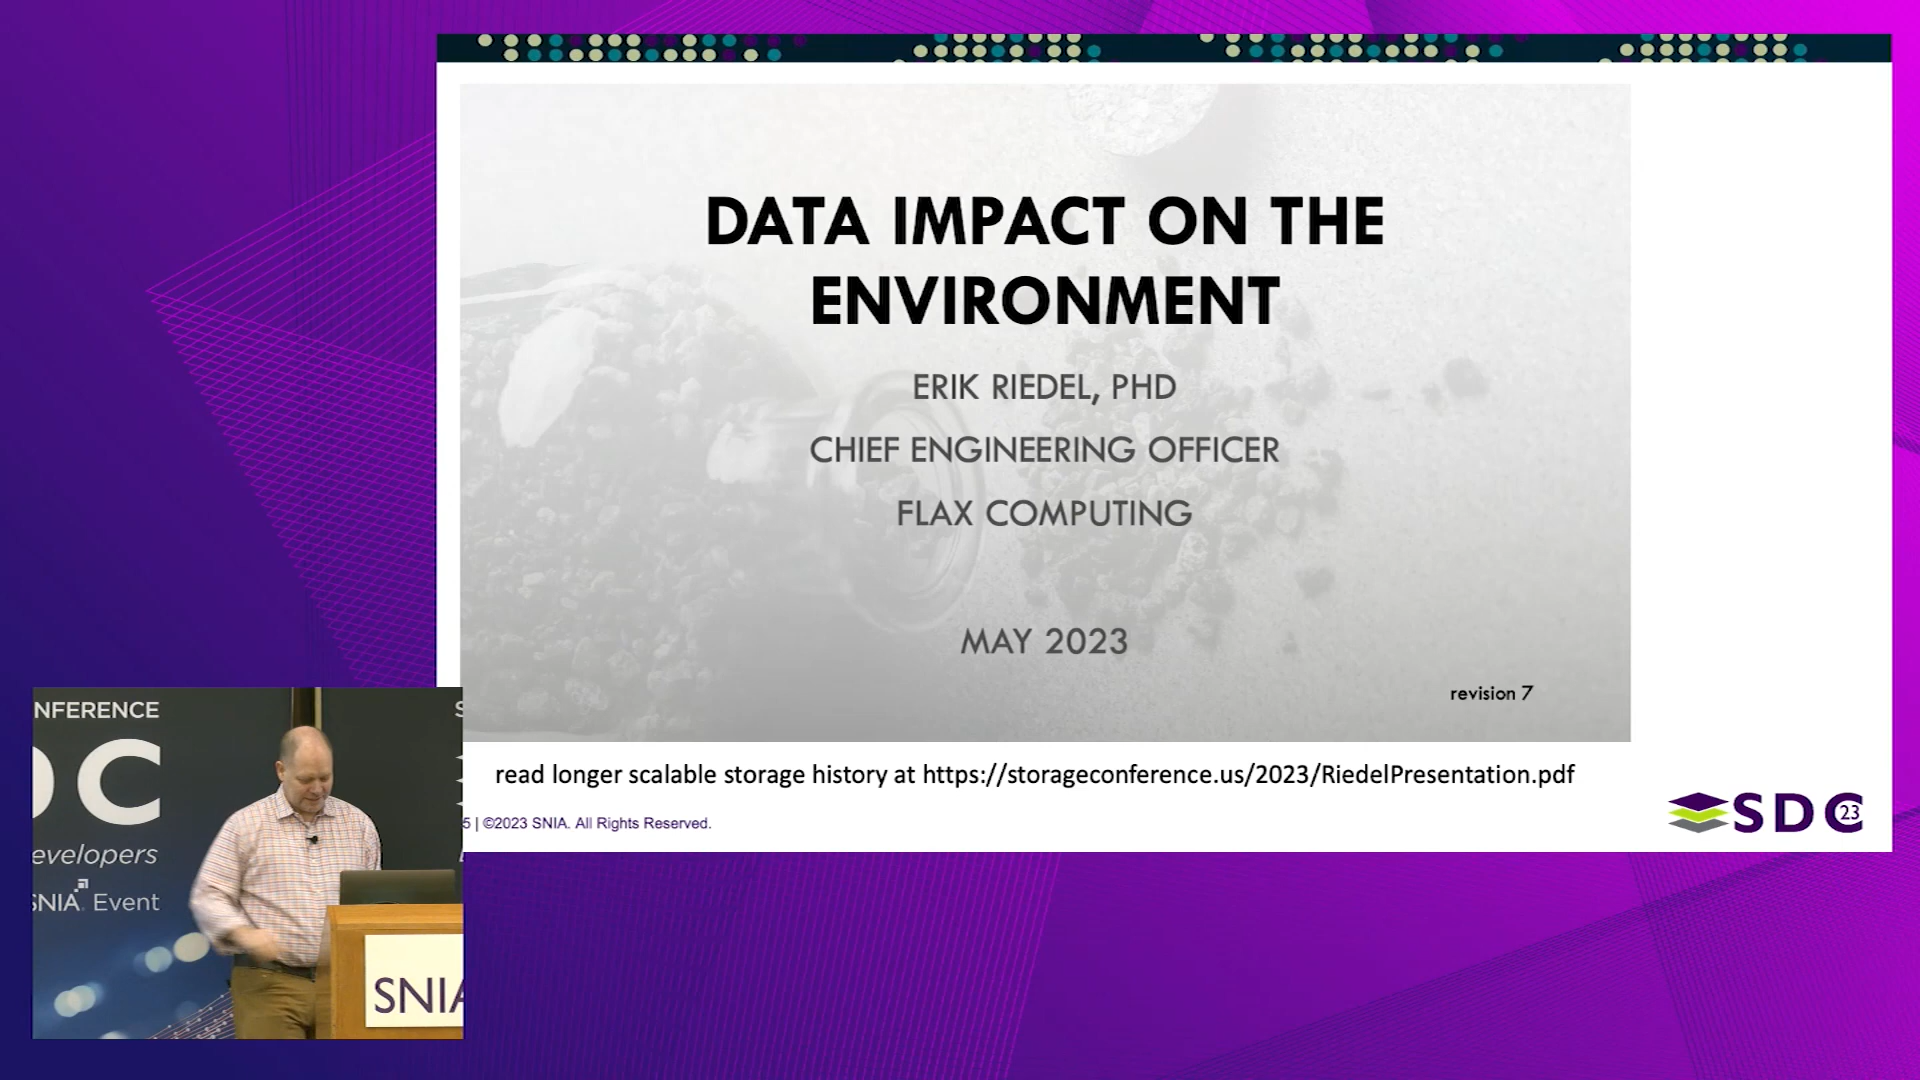 DATA IMPACT ON THE
ENVIRONMENT
ERIK RIEDEL, PHD
CHIEF ENGINEERING OFFICER
FLAX COMPUTING
MAY 2023
revision 7
read longer scalable storage history at https://storageconference.us/2023/RiedelPresentation.pdf
5 | ©2023 SNIA. All Rights Reserved.
SDC 23
NFERENCE
DC
evelopers
SNIA Event
SNIA